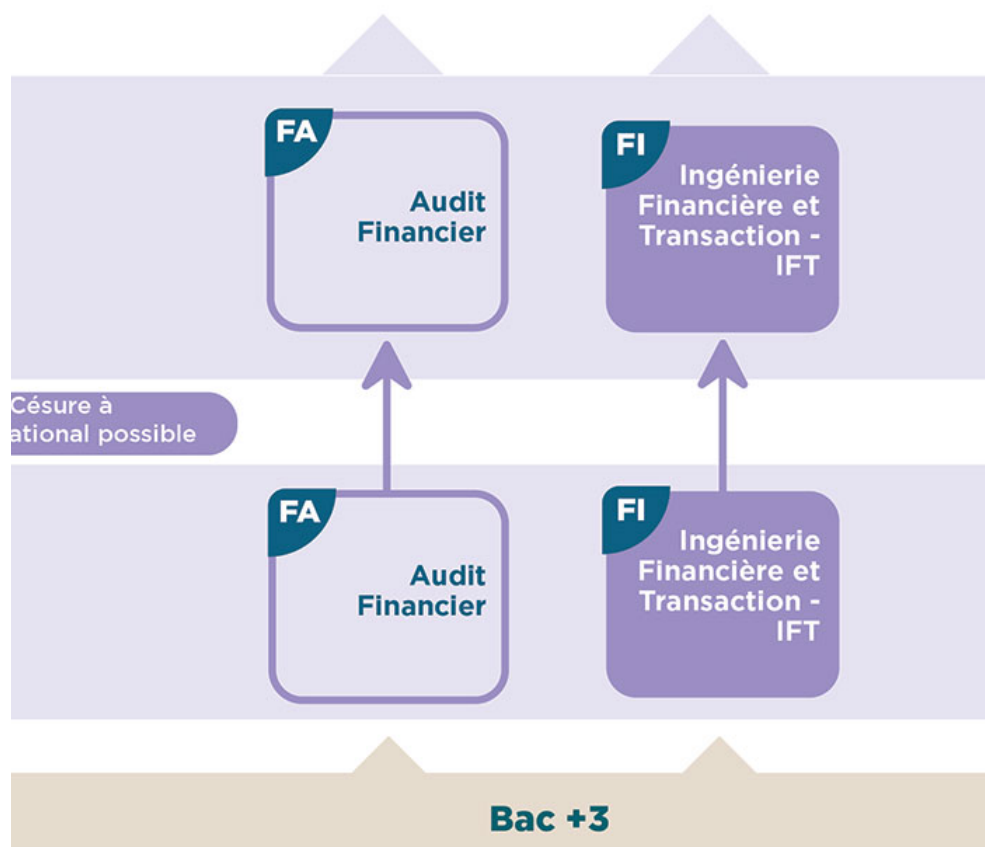 FA
Audit
Financier
FI
Ingénierie
Financière et
Transaction -
IFT
Césure à
ational possible
FA
Audit
Financier
FI
Ingénierie
Financière et
Transaction -
IFT
Bac +3